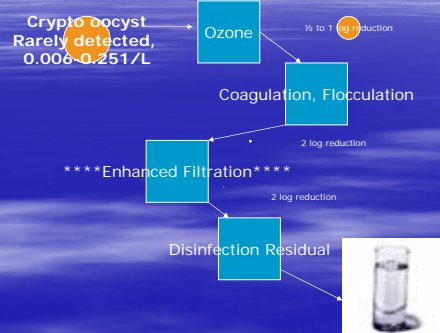 Crypto oocyst
Rarely detected,
0.006-0.251/L
Ozone
½ to 1 log reduction
Coagulation, Flocculation
2 log reduction
****Enhanced Filtration****
2 log reduction
Disinfection Residual